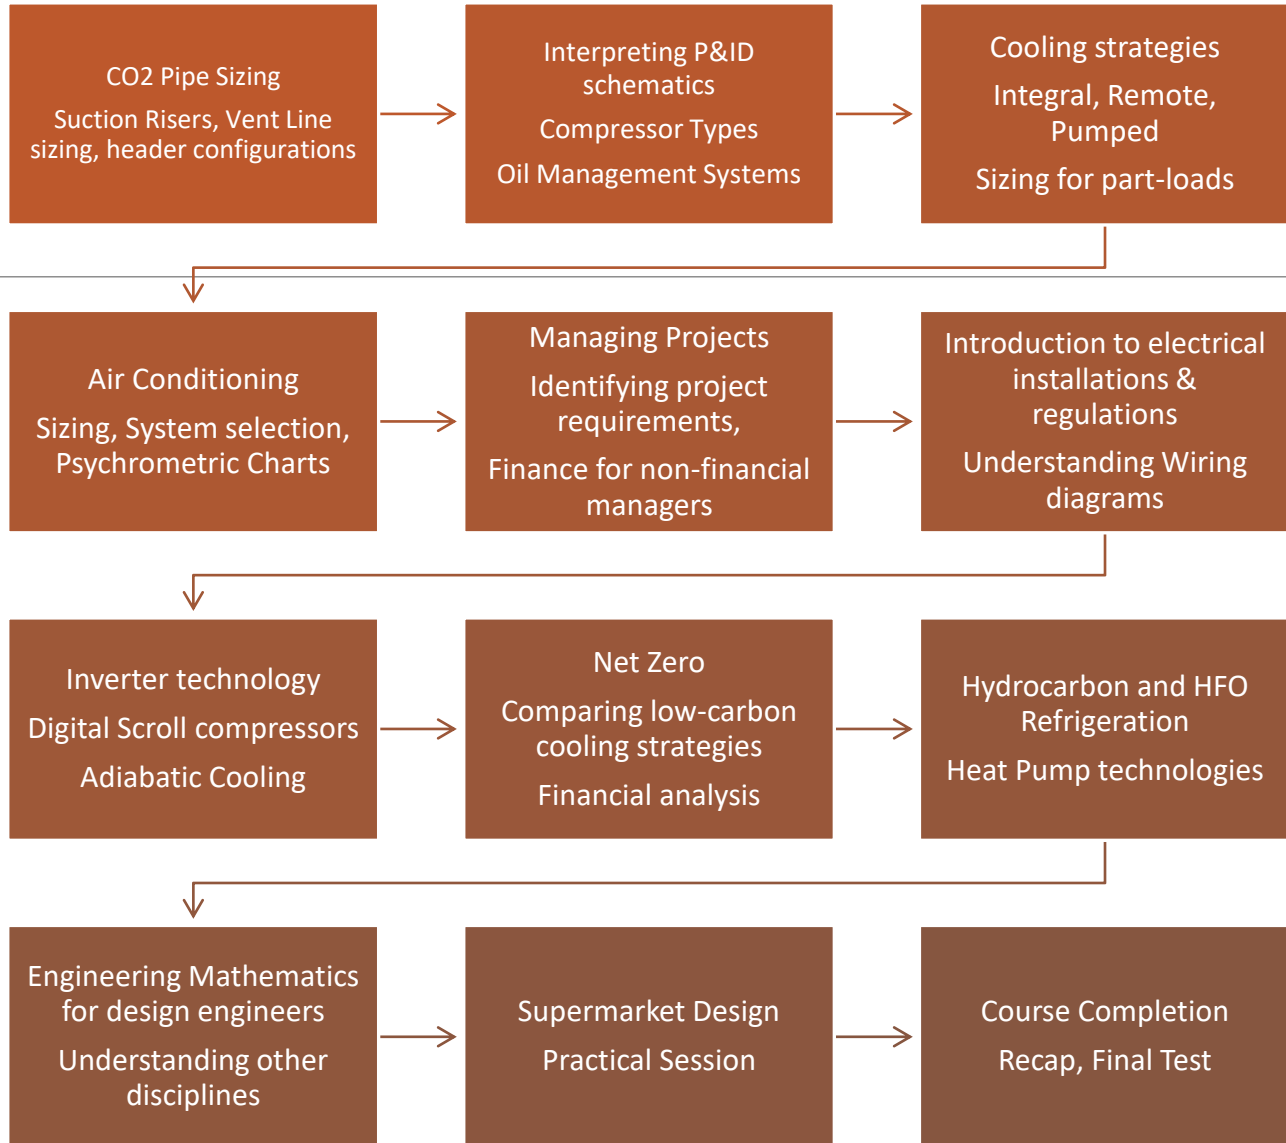 CO2 Pipe Sizing
Suction Risers, Vent Line
sizing, header configurations
Interpreting P&ID
schematics
Compressor Types
Oil Management Systems
Cooling strategies
Integral, Remote,
Pumped
Sizing for part-loads
Air Conditioning
Sizing, System selection,
Psychrometric Charts
Managing Projects
Identifying project
requirements,
Finance for non-financial
managers
Introduction to electrical
installations &
regulations
Understanding Wiring
diagrams
Inverter technology
Digital Scroll compressors
Adiabatic Cooling
Net Zero
Comparing low-carbon
cooling strategies
Financial analysis
Hydrocarbon and HFO
Refrigeration
Heat Pump technologies
Engineering Mathematics
for design engineers
Understanding other
disciplines
Supermarket Design
Practical Session
Course Completion
Recap, Final Test